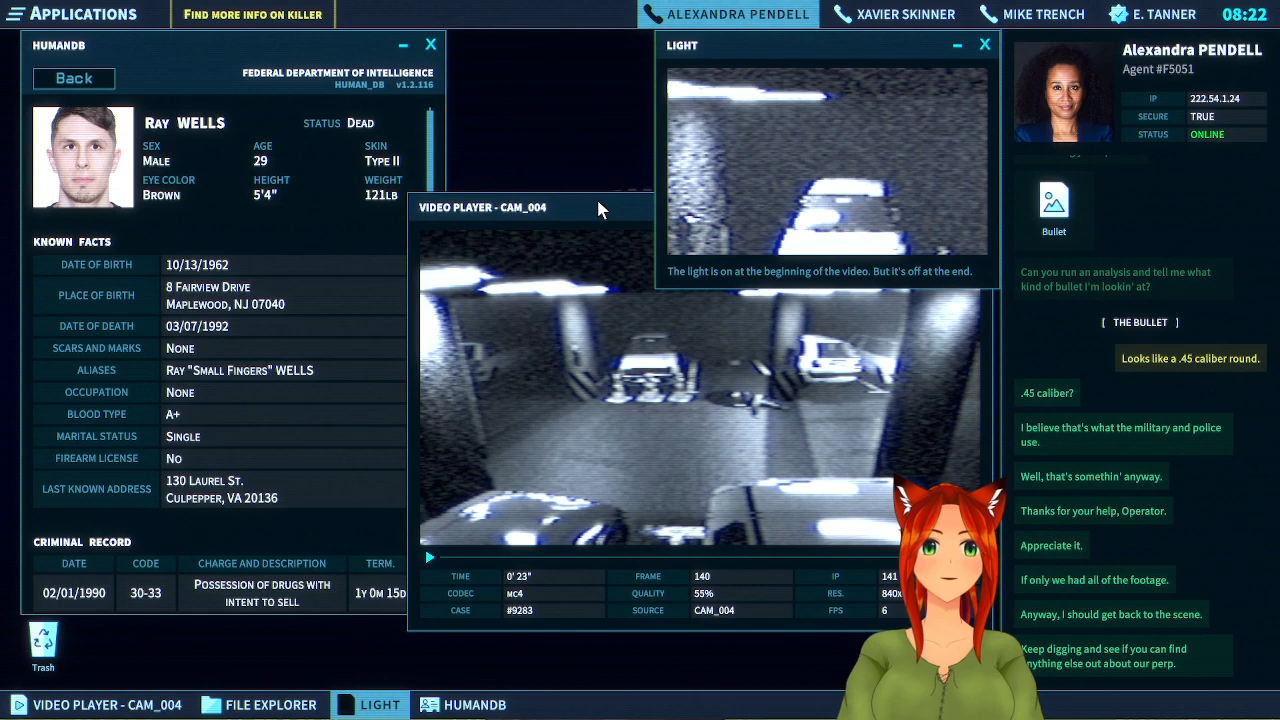 APPLICATIONS
FIND MORE INFO ON KILLER
ALEXANDRA PENDELL
XAVIER SKINNER
MIKE TRENCH
E. TANNER
08:22
HUMANDB
Back
FEDERAL DEPARTMENT OF INTELLIGENCE
HUMAN_DB v1.2.116
RAY WELLS
STATUS DEAD
SEX AGE SKIN
MALE 29 TYPE II
EYE COLOR HEIGHT WEIGHT
BROWN 5'4" 121LB
KNOWN FACTS
DATE OF BIRTH 10/13/1962
PLACE OF BIRTH 8 FAIRVIEW DRIVE
MAPLEWOOD, NJ 07040
DATE OF DEATH 03/07/1992
SCARS AND MARKS NONE
ALIASES RAY "SMALL FINGERS" WELLS
OCCUPATION NONE
BLOOD TYPE A+
MARITAL STATUS SINGLE
FIREARM LICENSE NO
LAST KNOWN ADDRESS 130 LAUREL ST.
CULPEPPER, VA 20136
CRIMINAL RECORD
DATE CODE CHARGE AND DESCRIPTION TERM.
02/01/1990 30-33 POSSESSION OF DRUGS WITH
INTENT TO SELL 1Y 0M 15D
VIDEO PLAYER - CAM_004
TIME 0' 23" FRAME 140 IP 141
CODEC MC4 QUALITY 55% RES. 840X
CASE #9283 SOURCE CAM_004 FPS 6
LIGHT
The light is on at the beginning of the video. But it's off at the end.
Alexandra PENDELL
Agent #F5051
IP 222.54.1.24
SECURE TRUE
STATUS ONLINE
Bullet
Can you run an analysis and tell me what
kind of bullet I'm lookin' at?
[ THE BULLET ]
Looks like a .45 caliber round.
.45 caliber?
I believe that's what the military and police
use.
Well, that's somethin' anyway.
Thanks for your help, Operator.
Appreciate it.
If only we had all of the footage.
Anyway, I should get back to the scene.
Keep digging and see if you can find
anything else out about our perp.
Trash
VIDEO PLAYER - CAM_004
FILE EXPLORER
LIGHT
HUMANDB